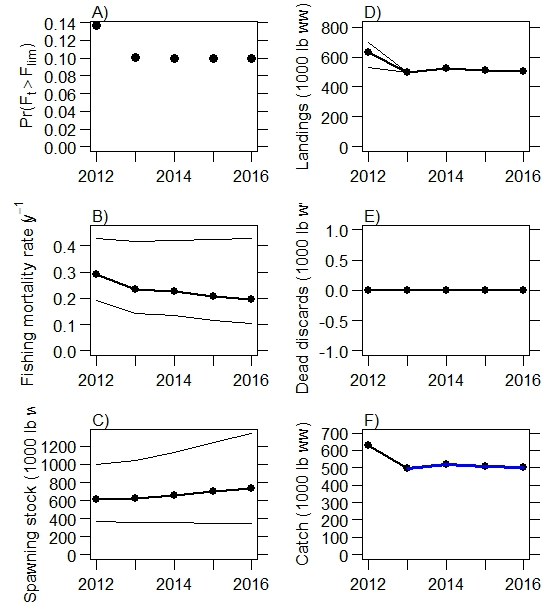 A)
Pr(Ft > Flim)
0.14
0.12
0.10
0.08
0.06
0.04
0.02
0.00
2012 2014 2016
D)
Landings (1000 lb ww)
800
600
400
200
0
2012 2014 2016
B)
Fishing mortality rate (y−1
0.4
0.3
0.2
0.1
0.0
2012 2014 2016
E)
Dead discards (1000 lb w
1.0
0.5
0.0
-0.5
-1.0
2012 2014 2016
C)
Spawning stock (1000 lb w
1200
1000
800
600
400
200
0
2012 2014 2016
F)
Catch (1000 lb ww)
700
600
500
400
300
200
100
0
2012 2014 2016